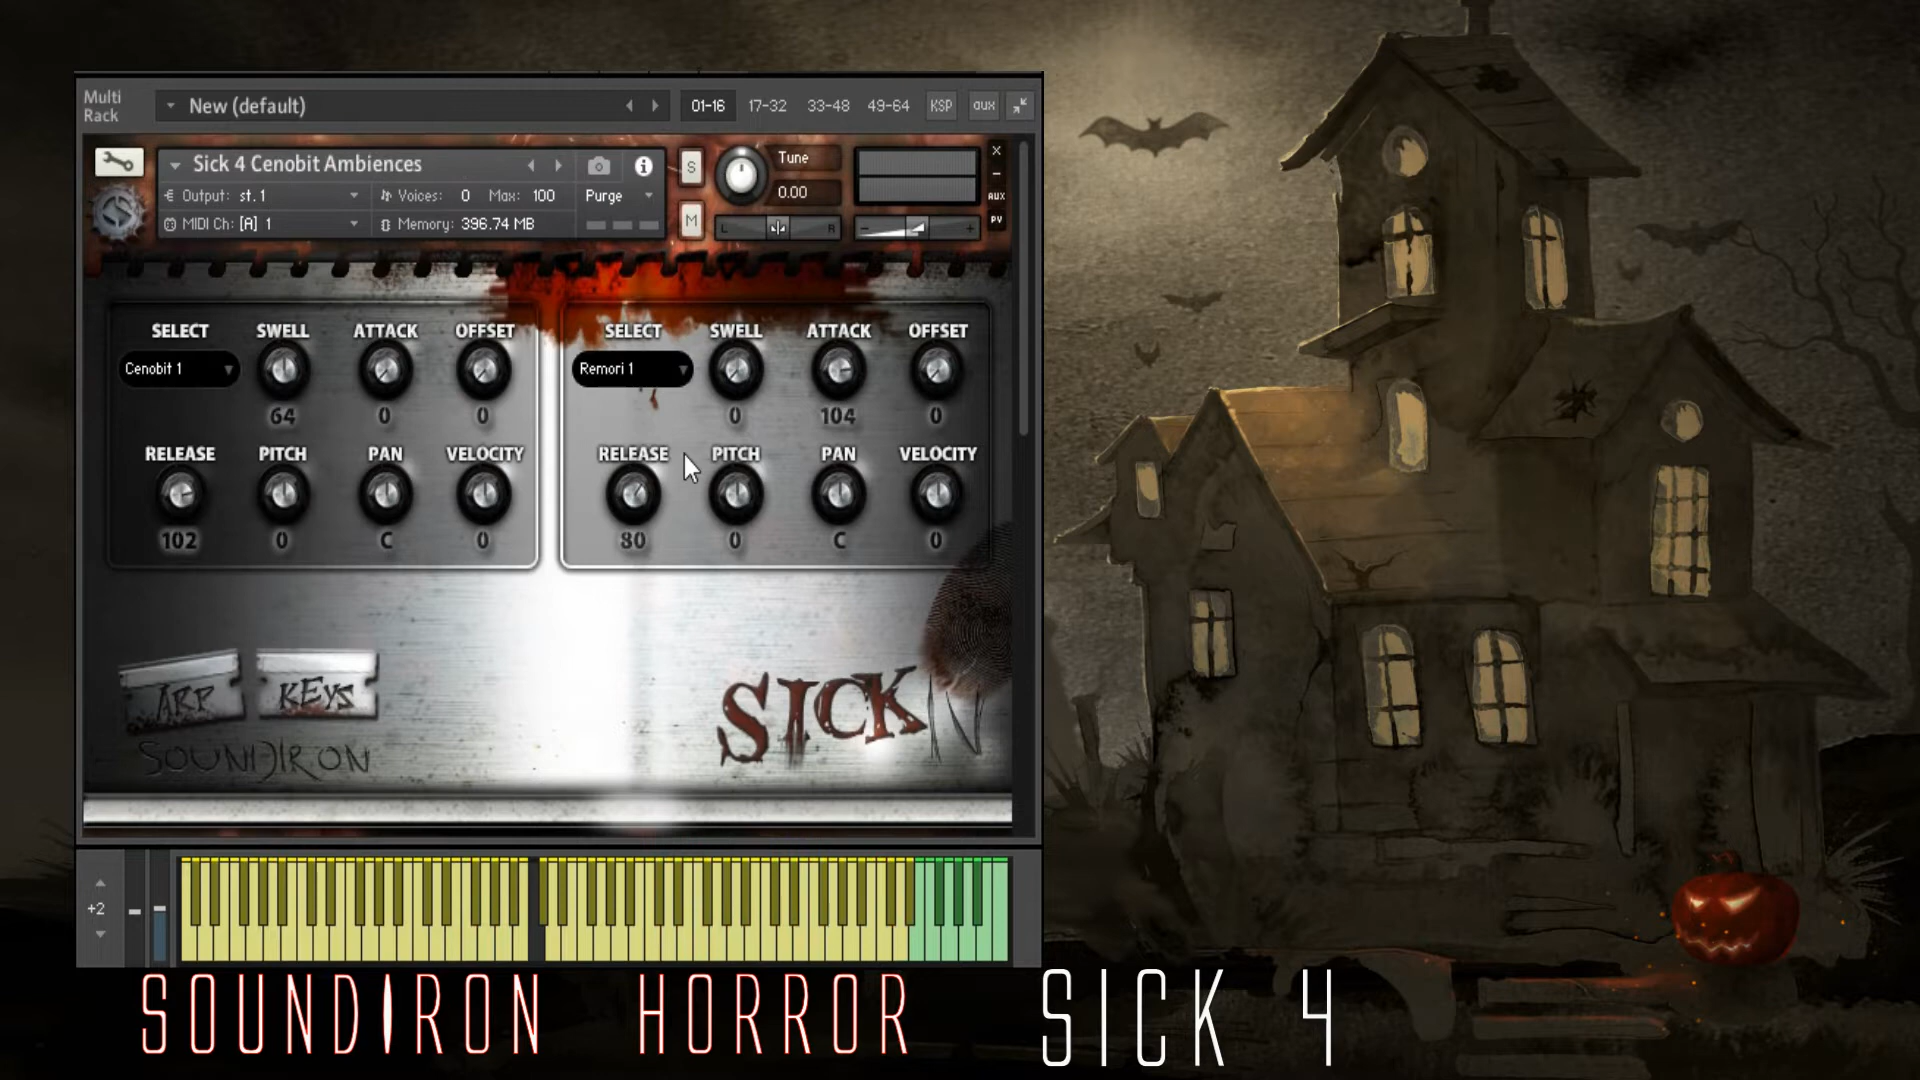 Multi Rack
New (default)
01-16 17-32 33-48 49-64 KSP aux
Sick 4 Cenobit Ambiences
S
Tune
0.00
X
Output: st.1
Voices: 0 Max: 100
Purge
AUX
MIDI Ch: [A] 1
Memory: 396.74 MB
M
L R
- +
PV
SELECT SWELL ATTACK OFFSET
Cenobit 1
64 0 0
RELEASE PITCH PAN VELOCITY
102 0 C 0
SELECT SWELL ATTACK OFFSET
Remori 1
0 104 0
RELEASE PITCH PAN VELOCITY
80 0 C 0
ARP KEYS
SOUNDIRON
SICK IV
+2
SOUNDIRON HORROR SICK 4